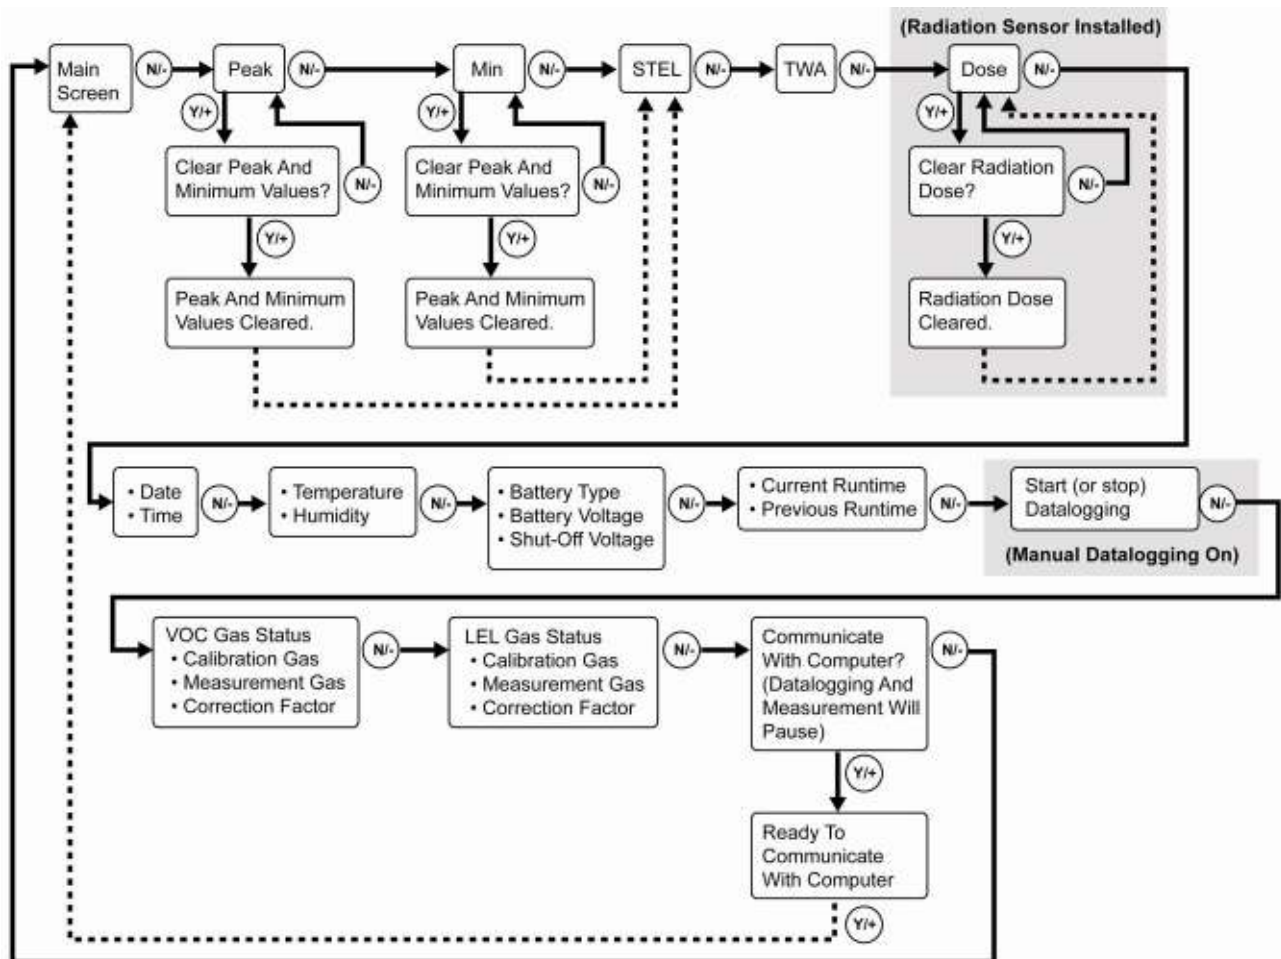 (Radiation Sensor Installed)
Main
Screen
N/-
Peak
N/-
Min
N/-
STEL
N/-
TWA
N/-
Dose
N/-
Y/+
Y/+
Y/+
Clear Peak And
Minimum Values?
N/-
Clear Peak And
Minimum Values?
N/-
Clear Radiation
Dose?
N/-
Y/+
Y/+
Y/+
Peak And Minimum
Values Cleared.
Peak And Minimum
Values Cleared.
Radiation Dose
Cleared.
• Date
• Time
N/-
• Temperature
• Humidity
N/-
• Battery Type
• Battery Voltage
• Shut-Off Voltage
N/-
• Current Runtime
• Previous Runtime
N/-
Start (or stop)
Datalogging
N/-
(Manual Datalogging On)
VOC Gas Status
• Calibration Gas
• Measurement Gas
• Correction Factor
N/-
LEL Gas Status
• Calibration Gas
• Measurement Gas
• Correction Factor
N/-
Communicate
With Computer?
(Datalogging And
Measurement Will
Pause)
N/-
Y/+
Ready To
Communicate
With Computer
Y/+